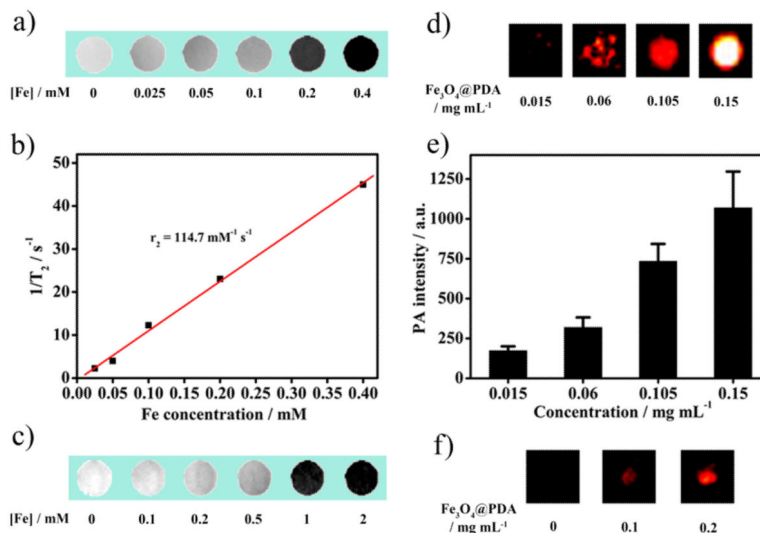 a)
[Fe] / mM 0 0.025 0.05 0.1 0.2 0.4
b)
50
40
30
20
10
0
1/T₂ / s⁻¹
r₂ = 114.7 mM⁻¹ s⁻¹
0.00 0.05 0.10 0.15 0.20 0.25 0.30 0.35 0.40
Fe concentration / mM
c)
[Fe] / mM 0 0.1 0.2 0.5 1 2
d)
Fe₃O₄@PDA
/ mg mL⁻¹ 0.015 0.06 0.105 0.15
e)
1250
1000
750
500
250
0
PA intensity / a.u.
0.015 0.06 0.105 0.15
Concentration / mg mL⁻¹
f)
Fe₃O₄@PDA
/ mg mL⁻¹ 0 0.1 0.2